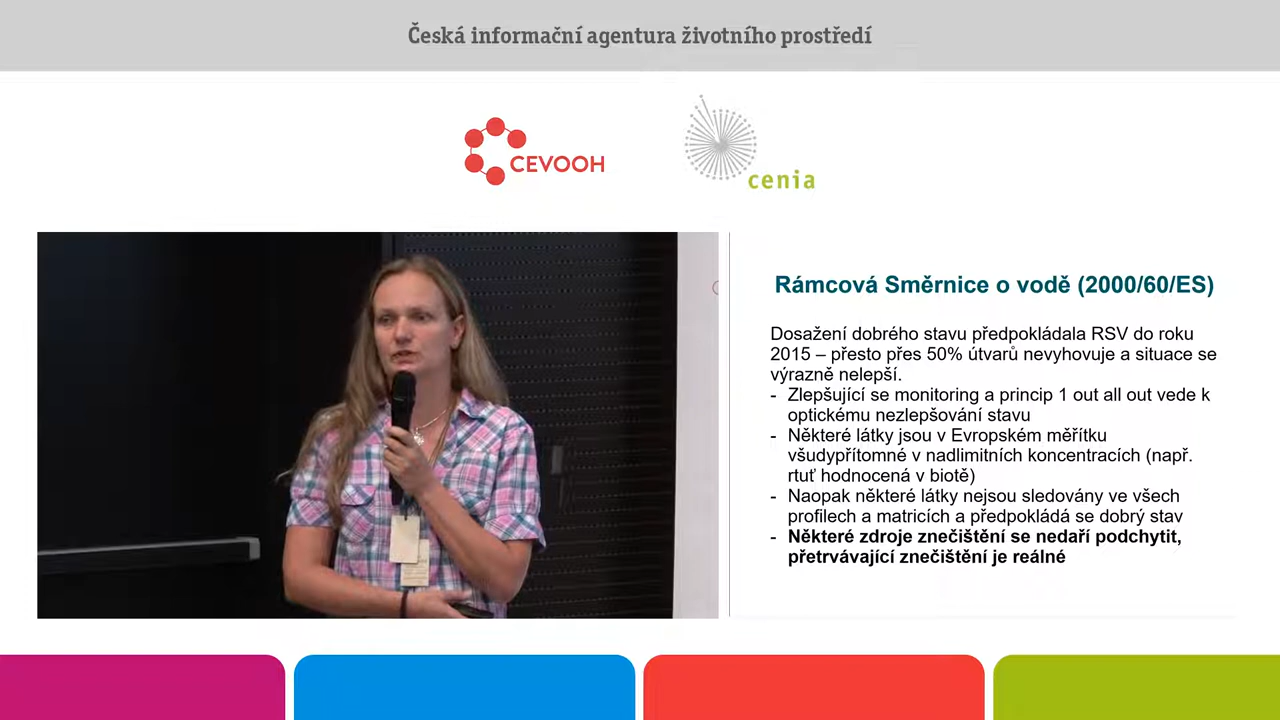 Česká informační agentura životního prostředí
CEVOOH
cenia
Rámcová Směrnice o vodě (2000/60/ES)
Dosažení dobrého stavu předpokládala RSV do roku
2015 – přesto přes 50% útvarů nevyhovuje a situace se
výrazně nelepší.
- Zlepšující se monitoring a princip 1 out all out vede k
optickému nezlepšování stavu
- Některé látky jsou v Evropském měřítku
všudypřítomné v nadlimitních koncentracích (např.
rtuť hodnocená v biotě)
- Naopak některé látky nejsou sledovány ve všech
profilech a matricích a předpokládá se dobrý stav
- Některé zdroje znečištění se nedaří podchytit,
přetrvávající znečištění je reálné